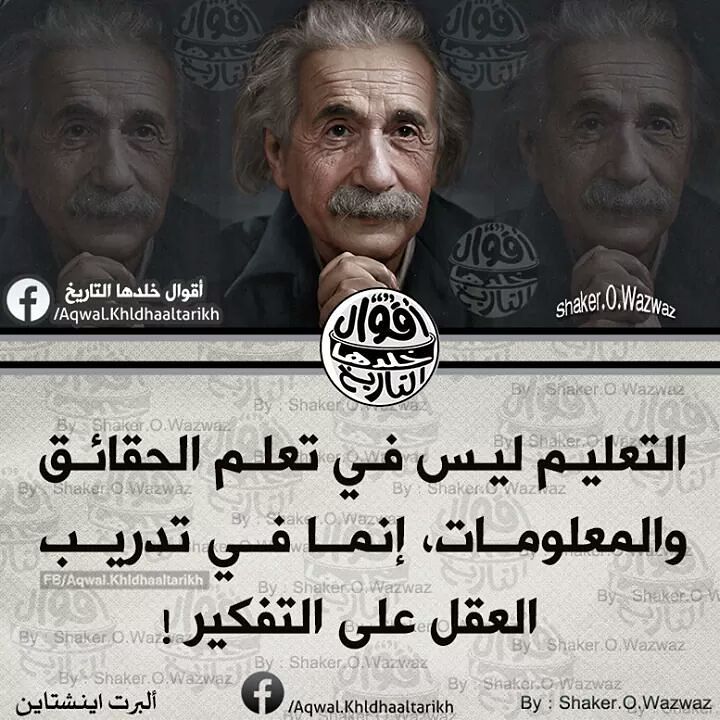 أقوال خلدها التاريخ
/Aqwal.Khldhaaltarikh
Shaker.O.Wazwaz
أقوال
خلدها
التاريخ
التعليم ليس في تعلم الحقائق
والمعلومات، إنما في تدريب
FB/Aqwal.Khldhaaltarikh
العقل على التفكير !
ألبرت اينشتاين
/Aqwal.Khldhaaltarikh
By : Shaker.O.Wazwaz